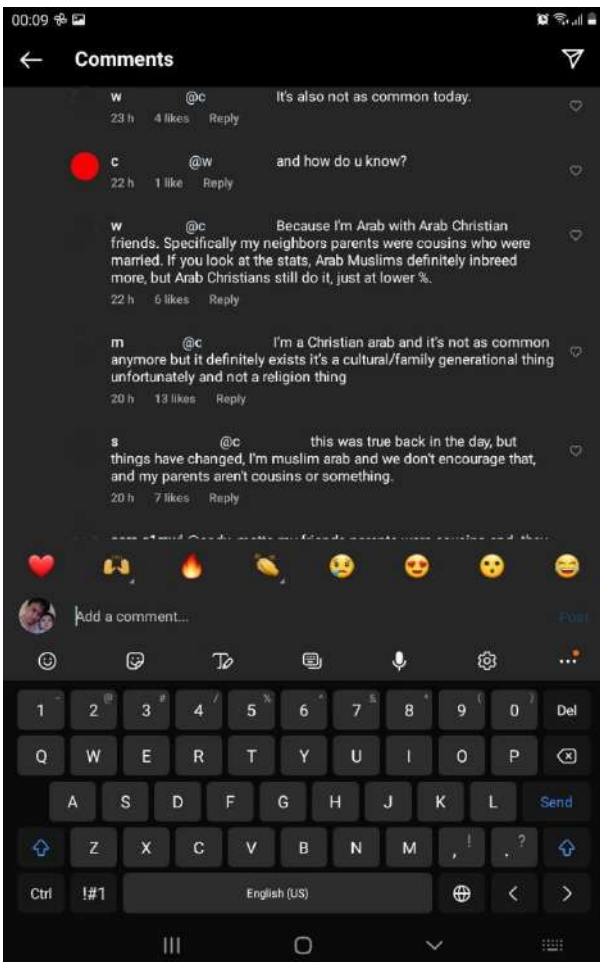 00:09
Comments
w @c It's also not as common today.
23 h 4 likes Reply
c @w and how do u know?
22 h 1 like Reply
w @c Because I'm Arab with Arab Christian
friends. Specifically my neighbors parents were cousins who were
married. If you look at the stats, Arab Muslims definitely inbreed
more, but Arab Christians still do it, just at lower %.
22 h 6 likes Reply
m @c I'm a Christian arab and it's not as common
anymore but it definitely exists it's a cultural/family generational thing
unfortunately and not a religion thing
20 h 13 likes Reply
s @c this was true back in the day, but
things have changed, I'm muslim arab and we don't encourage that,
and my parents aren't cousins or something.
20 h 7 likes Reply
my friends parents were cousins and they
Add a comment...
Post
1 2 @ 3 # 4 / 5 % 6 ^ 7 & 8 * 9 ( 0 ) Del
Q W E R T Y U I O P
A S D F G H J K L Send
Z X C V B N M , ! . ?
Ctrl !#1 English (US) < >